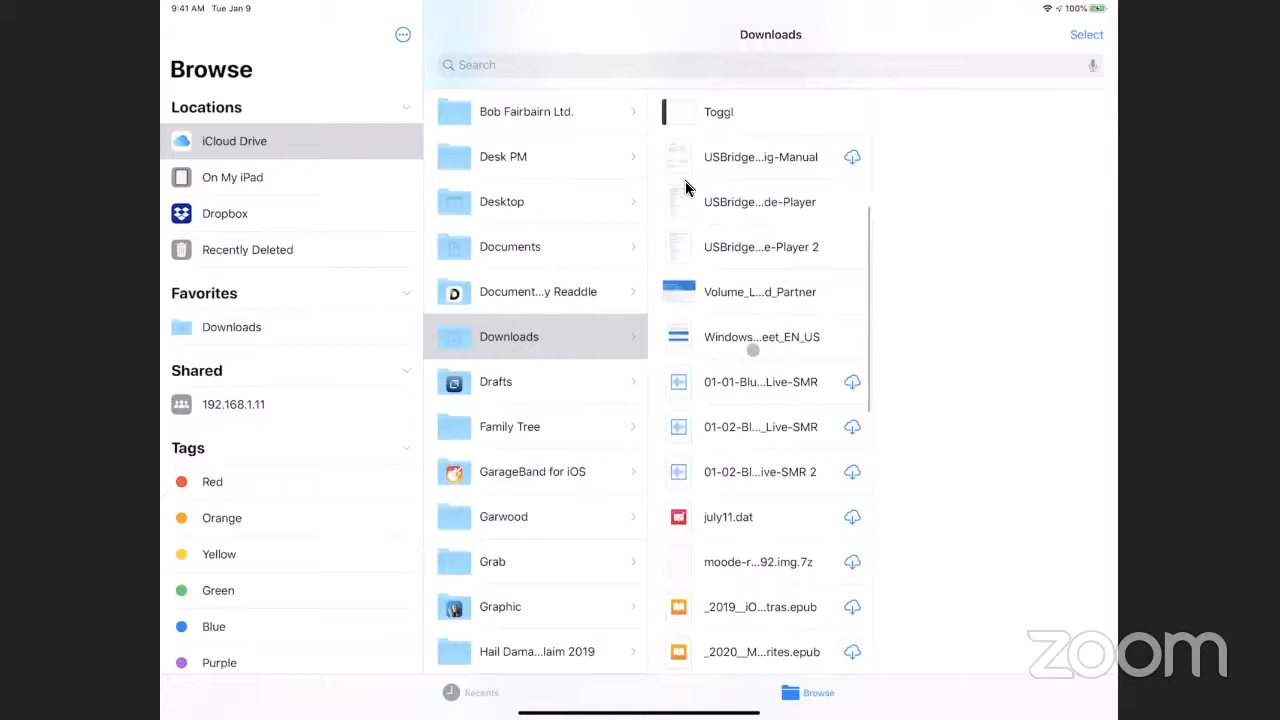 9:41 AM Tue Jan 9
100%
Browse
Locations
iCloud Drive
On My iPad
Dropbox
Recently Deleted
Favorites
Downloads
Shared
192.168.1.11
Tags
Red
Orange
Yellow
Green
Blue
Purple
Downloads
Select
Search
Bob Fairbairn Ltd.
Desk PM
Desktop
Documents
Document...y Readdle
Downloads
Drafts
Family Tree
GarageBand for iOS
Garwood
Grab
Graphic
Hail Dama...laim 2019
Toggl
USBridge...ig-Manual
USBridge...de-Player
USBridge...e-Player 2
Volume_L...d_Partner
Windows...eet_EN_US
01-01-Blu...Live-SMR
01-02-Bl..._Live-SMR
01-02-Bl...ive-SMR 2
july11.dat
moode-r...92.img.7z
_2019__iO...tras.epub
_2020__M...rites.epub
Recents
Browse
zoom